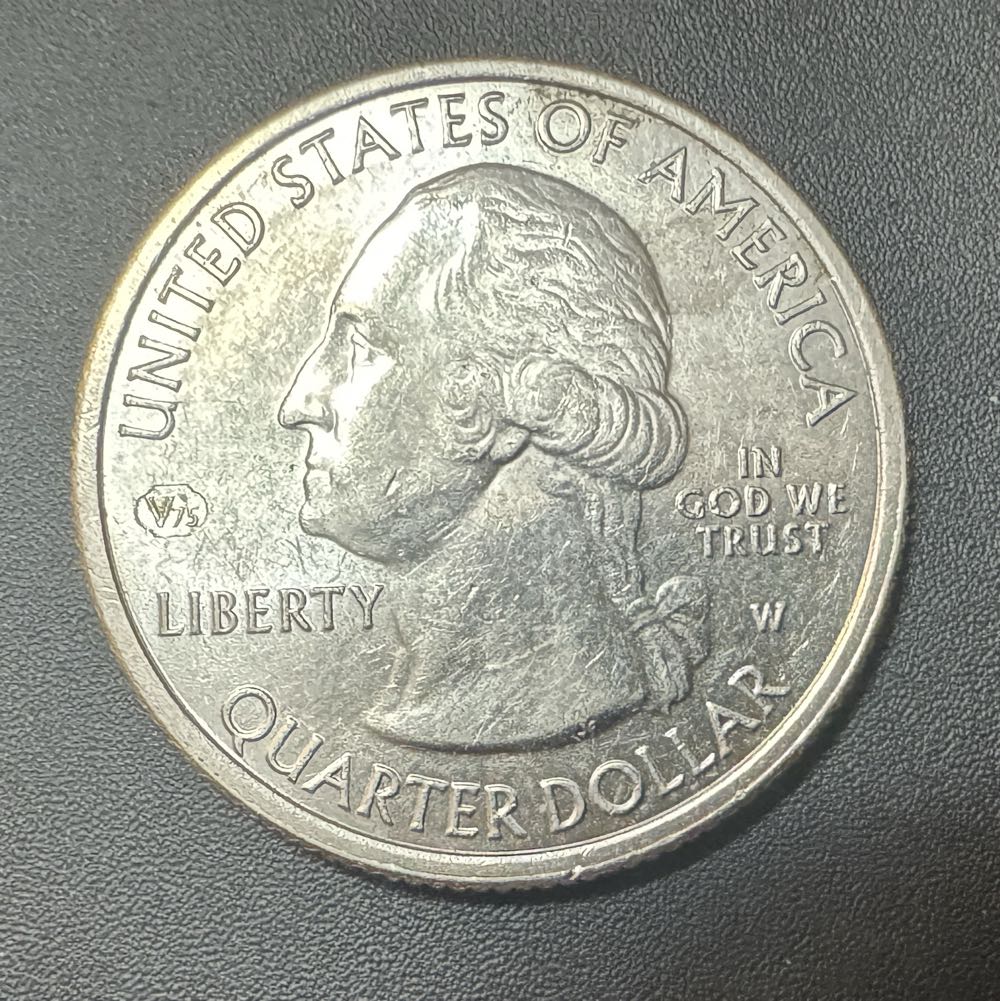 UNITED STATES OF AMERICA
IN
GOD WE
TRUST
V75
LIBERTY
W
QUARTER DOLLAR